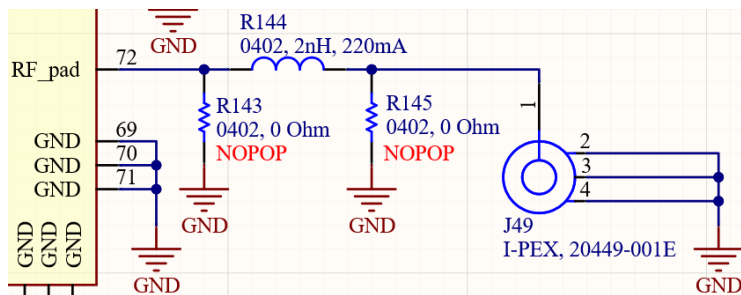 GND
R144
0402, 2nH, 220mA
72
RF_pad
R143
0402, 0 Ohm
NOPOP
R145
0402, 0 Ohm
NOPOP
1
69
GND
70
GND
71
GND
2
3
4
GND
GND
J49
I-PEX, 20449-001E
GND
GND
GND
GND
GND